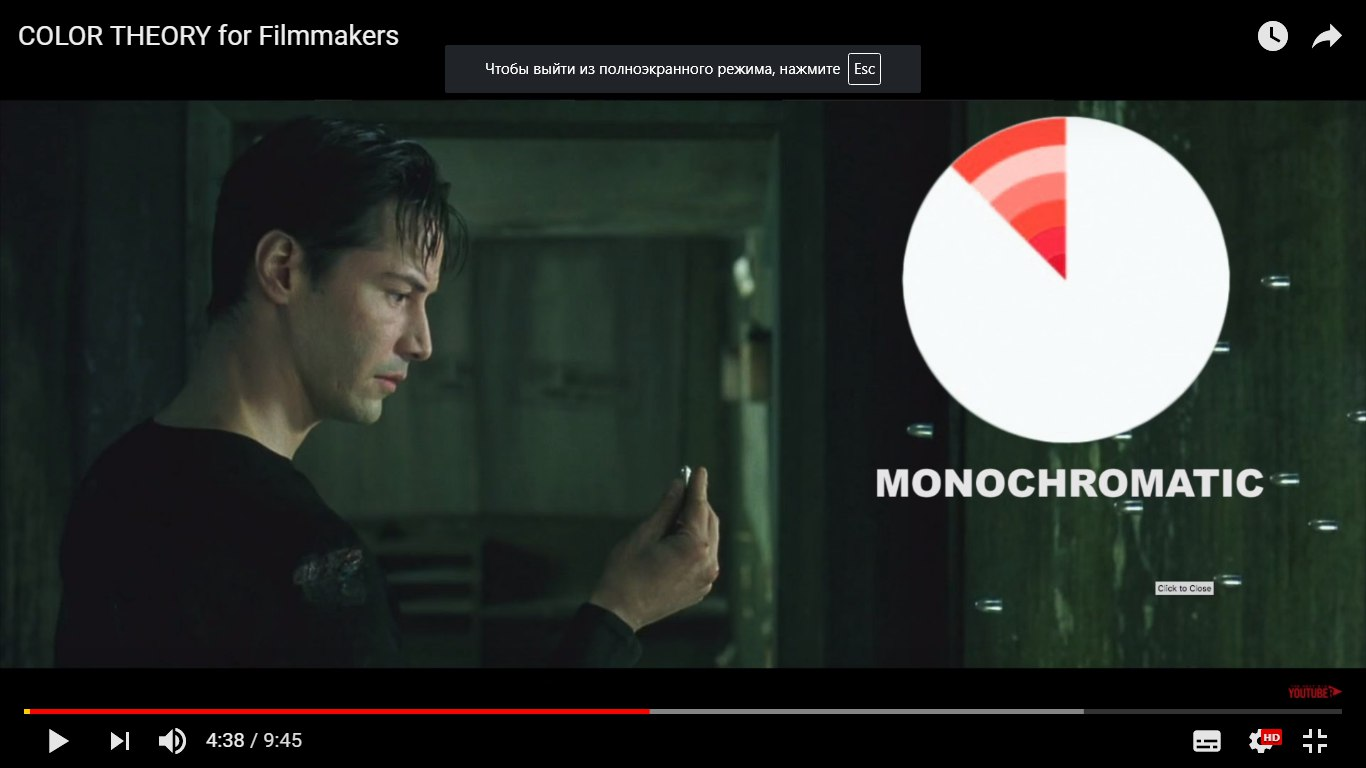 COLOR THEORY for Filmmakers
Чтобы выйти из полноэкранного режима, нажмите Esc
MONOCHROMATIC
Click to Close
YOUTUBE
4:38 / 9:45
HD